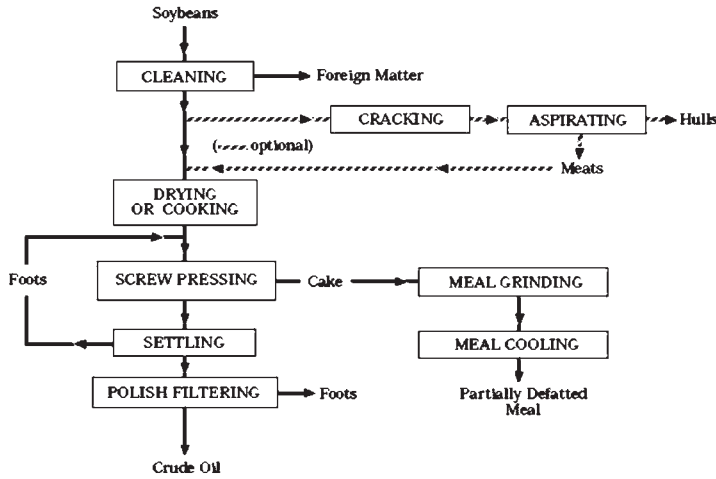 Soybeans
CLEANING
Foreign Matter
CRACKING
ASPIRATING
Hulls
( optional)
Meats
DRYING
OR COOKING
Foots
SCREW PRESSING
Cake
MEAL GRINDING
SETTLING
MEAL COOLING
POLISH FILTERING
Foots
Partially Defatted
Meal
Crude Oil